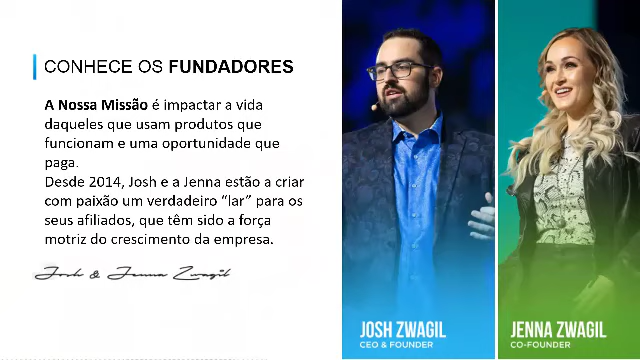 CONHECE OS FUNDADORES
A Nossa Missão é impactar a vida
daqueles que usam produtos que
funcionam e uma oportunidade que
paga.
Desde 2014, Josh e a Jenna estão a criar
com paixão um verdadeiro “lar” para os
seus afiliados, que têm sido a força
motriz do crescimento da empresa.
Josh & Jenna Zwagil
JOSH ZWAGIL
CEO & FOUNDER
JENNA ZWAGIL
CO-FOUNDER